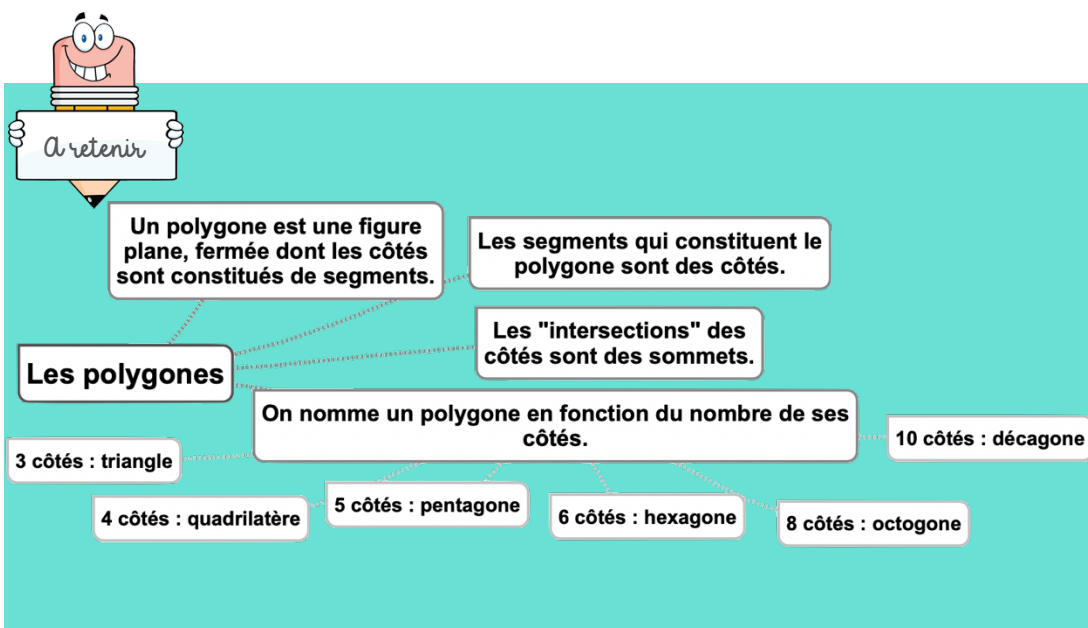 A retenir
Un polygone est une figure
plane, fermée dont les côtés
sont constitués de segments.
Les segments qui constituent le
polygone sont des côtés.
Les "intersections" des
côtés sont des sommets.
Les polygones
On nomme un polygone en fonction du nombre de ses
côtés.
10 côtés : décagone
3 côtés : triangle
4 côtés : quadrilatère
5 côtés : pentagone
6 côtés : hexagone
8 côtés : octogone